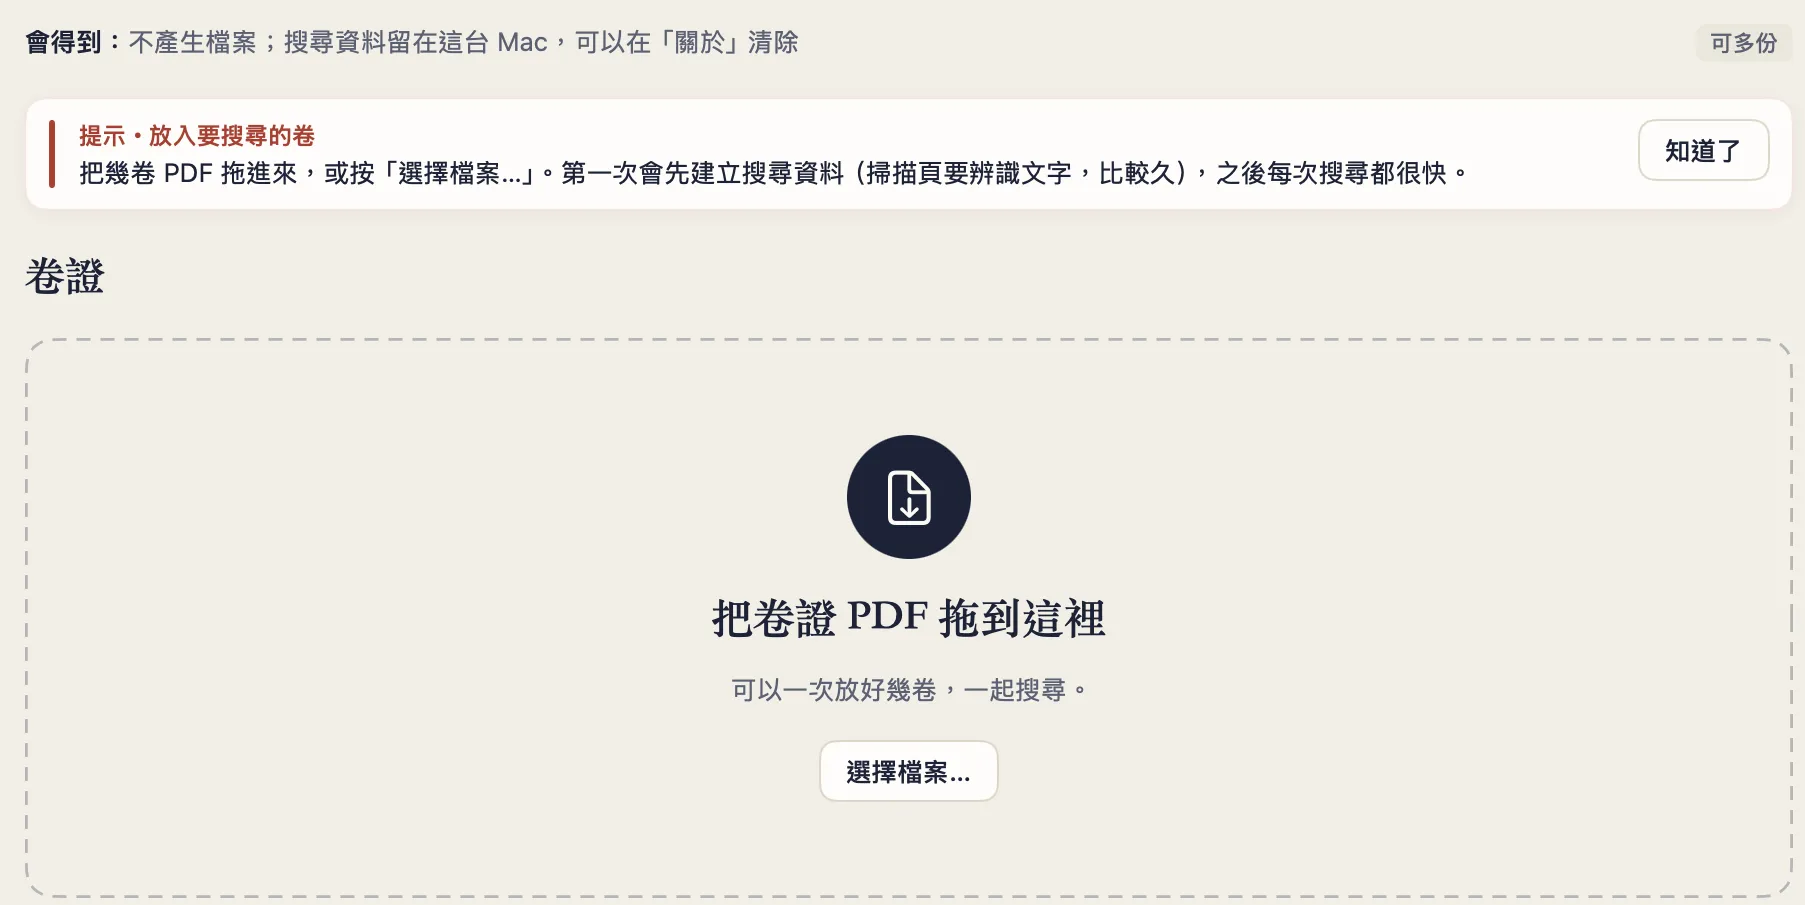 會得到：不產生檔案；搜尋資料留在這台 Mac，可以在「關於」清除
可多份
提示・放入要搜尋的卷
把幾卷 PDF 拖進來，或按「選擇檔案…」。第一次會先建立搜尋資料（掃描頁要辨識文字，比較久），之後每次搜尋都很快。
知道了
卷證
把卷證 PDF 拖到這裡
可以一次放好幾卷，一起搜尋。
選擇檔案…